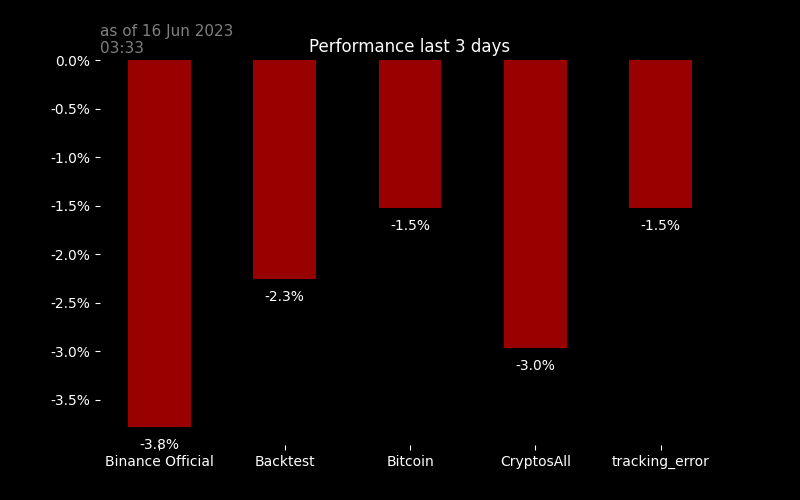 as of 16 Jun 2023
03:33
Performance last 3 days
0.0%
-0.5%
-1.0%
-1.5%
-2.0%
-2.5%
-3.0%
-3.5%
-3.8%
-2.3%
-1.5%
-3.0%
-1.5%
Binance Official
Backtest
Bitcoin
CryptosAll
tracking_error